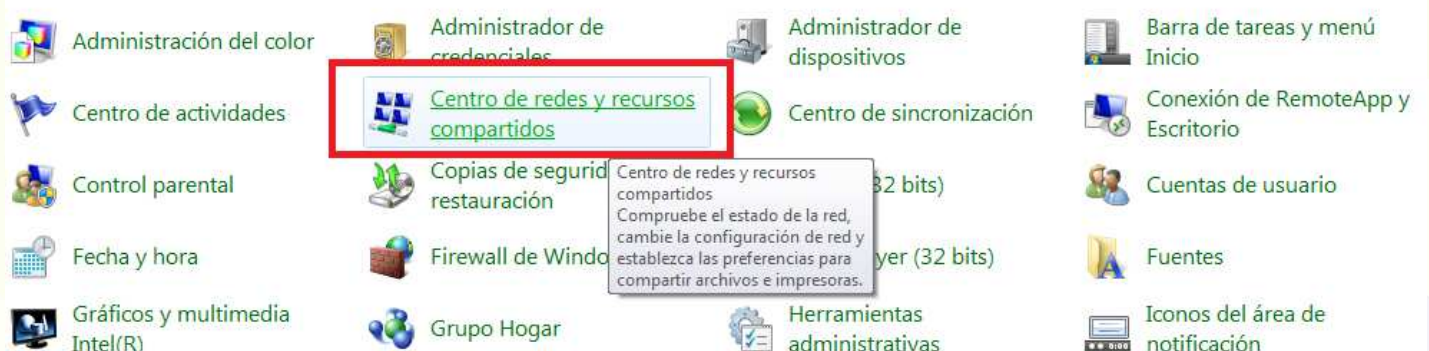 Administración del color
Administrador de
credenciales
Administrador de
dispositivos
Barra de tareas y menú
Inicio
Centro de actividades
Centro de redes y recursos
compartidos
Centro de sincronización
Conexión de RemoteApp y
Escritorio
Control parental
Copias de segurid
restauración
32 bits)
Cuentas de usuario
Centro de redes y recursos
compartidos
Compruebe el estado de la red,
cambie la configuración de red y
establezca las preferencias para
compartir archivos e impresoras.
Fecha y hora
Firewall de Windo
yer (32 bits)
Fuentes
Gráficos y multimedia
Intel(R)
Grupo Hogar
Herramientas
administrativas
Iconos del área de
notificación